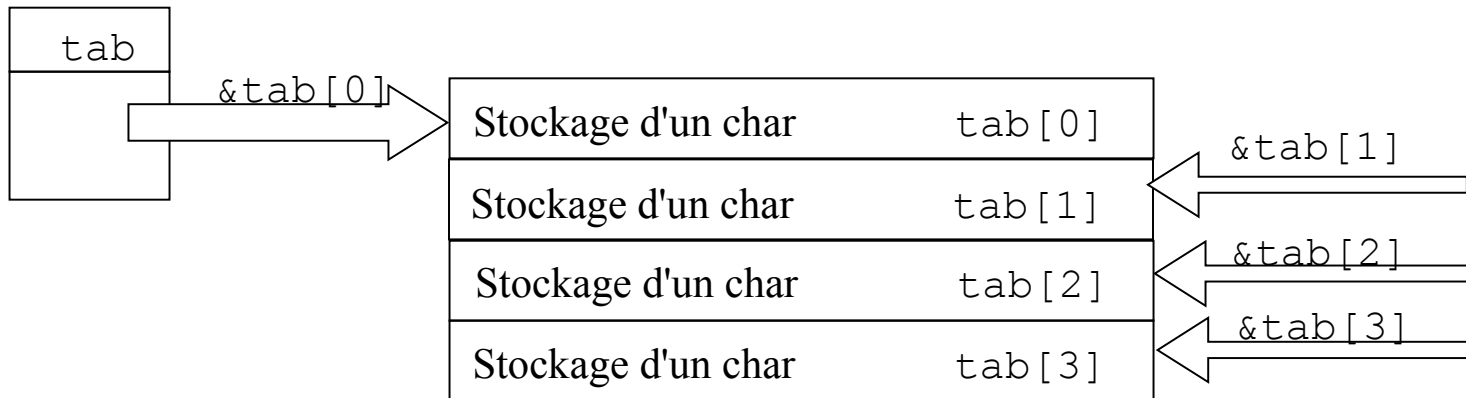 tab
&tab[0]
Stockage d'un char tab[0]
&tab[1]
Stockage d'un char tab[1]
&tab[2]
Stockage d'un char tab[2]
&tab[3]
Stockage d'un char tab[3]